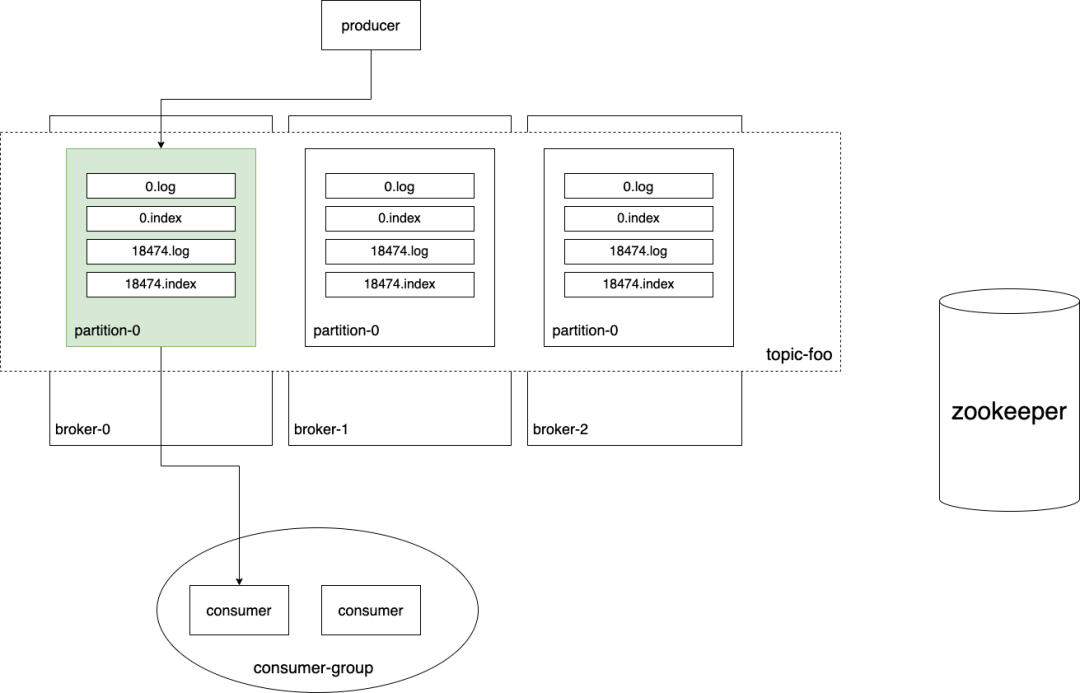 producer
0.log
0.index
18474.log
18474.index
partition-0
0.log
0.index
18474.log
18474.index
partition-0
0.log
0.index
18474.log
18474.index
partition-0
topic-foo
broker-0
broker-1
broker-2
zookeeper
consumer
consumer
consumer-group